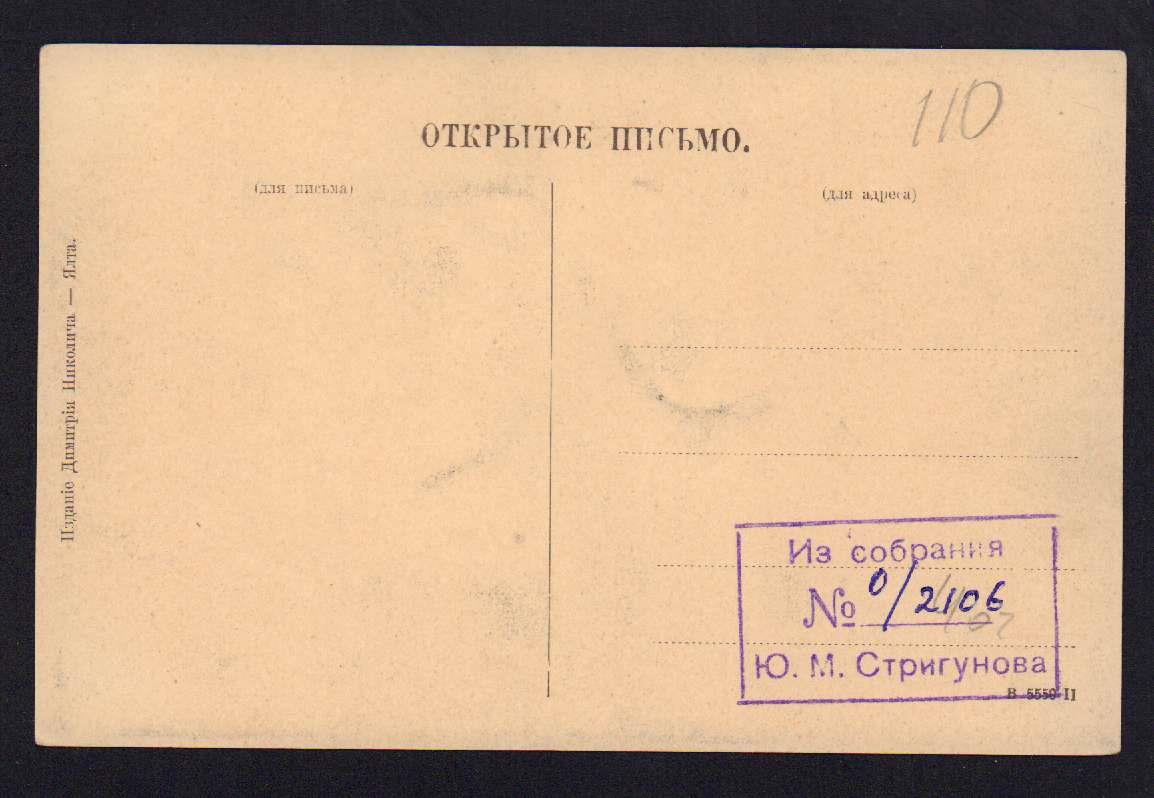 110
ОТКРЫТОЕ ПИСЬМО.
(для письма)
(для адреса)
Изданіе Димитрія Николича. — Ялта.
Из собрания
№ 0/2106
Ю. М. Стригунова
В 5550 II